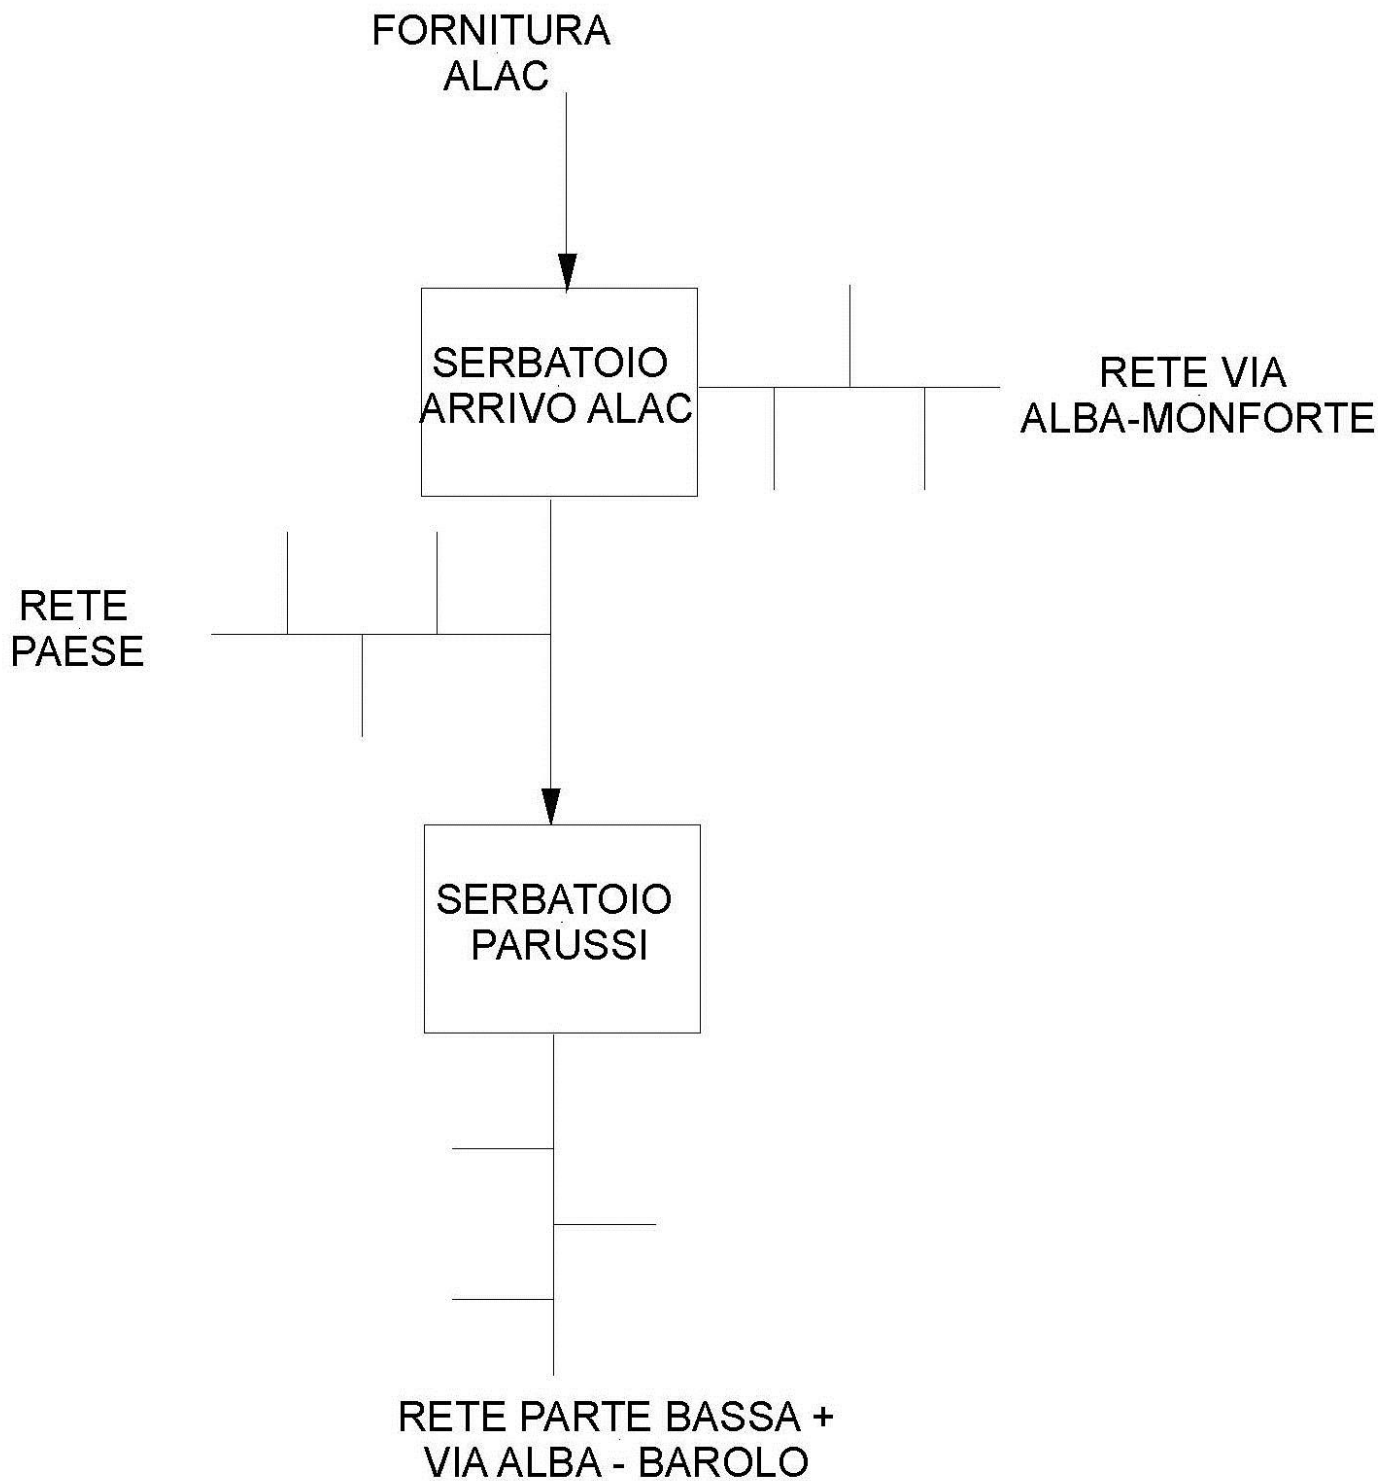 FORNITURA
ALAC
SERBATOIO
ARRIVO ALAC
RETE VIA
ALBA-MONFORTE
RETE
PAESE
SERBATOIO
PARUSSI
RETE PARTE BASSA +
VIA ALBA - BAROLO